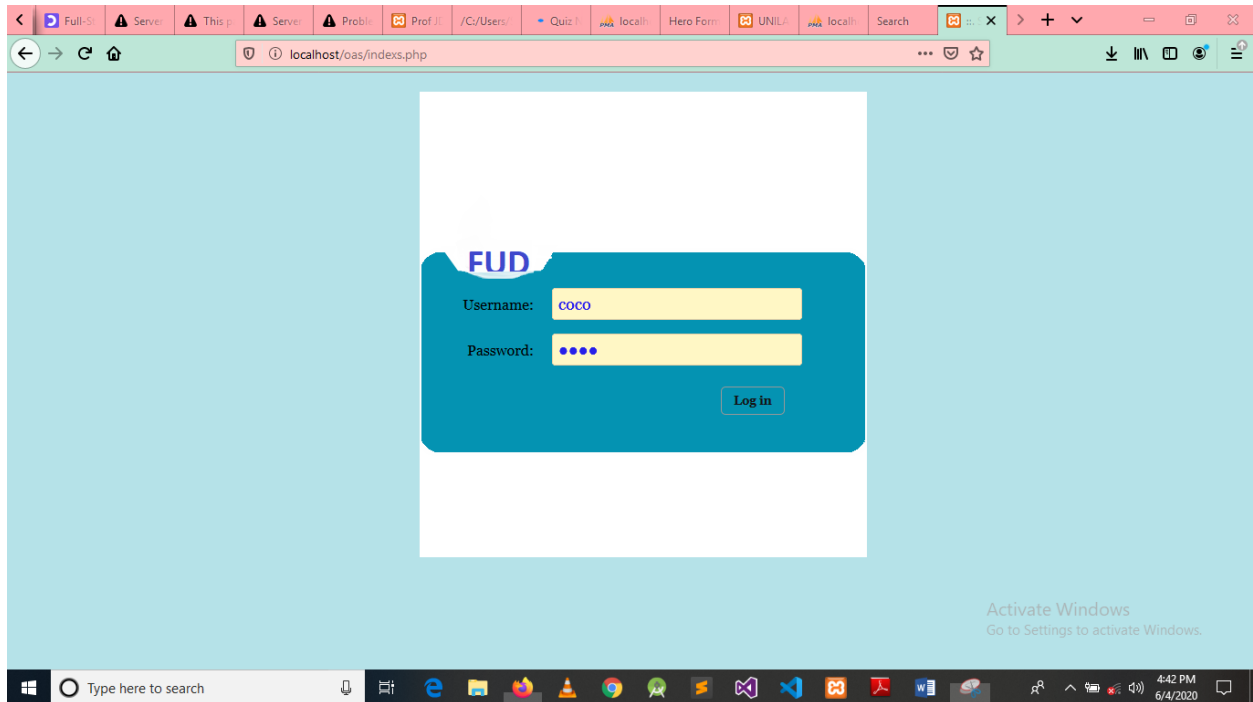 Full-St
Server
This p
Server
Proble
Prof JE
/C:/Users/
Quiz
localh
Hero Form
UNILA
localh
Search
localhost/oas/indexs.php
FUD
Username:
coco
Password:
Log in
Activate Windows
Go to Settings to activate Windows.
Type here to search
4:42 PM
6/4/2020